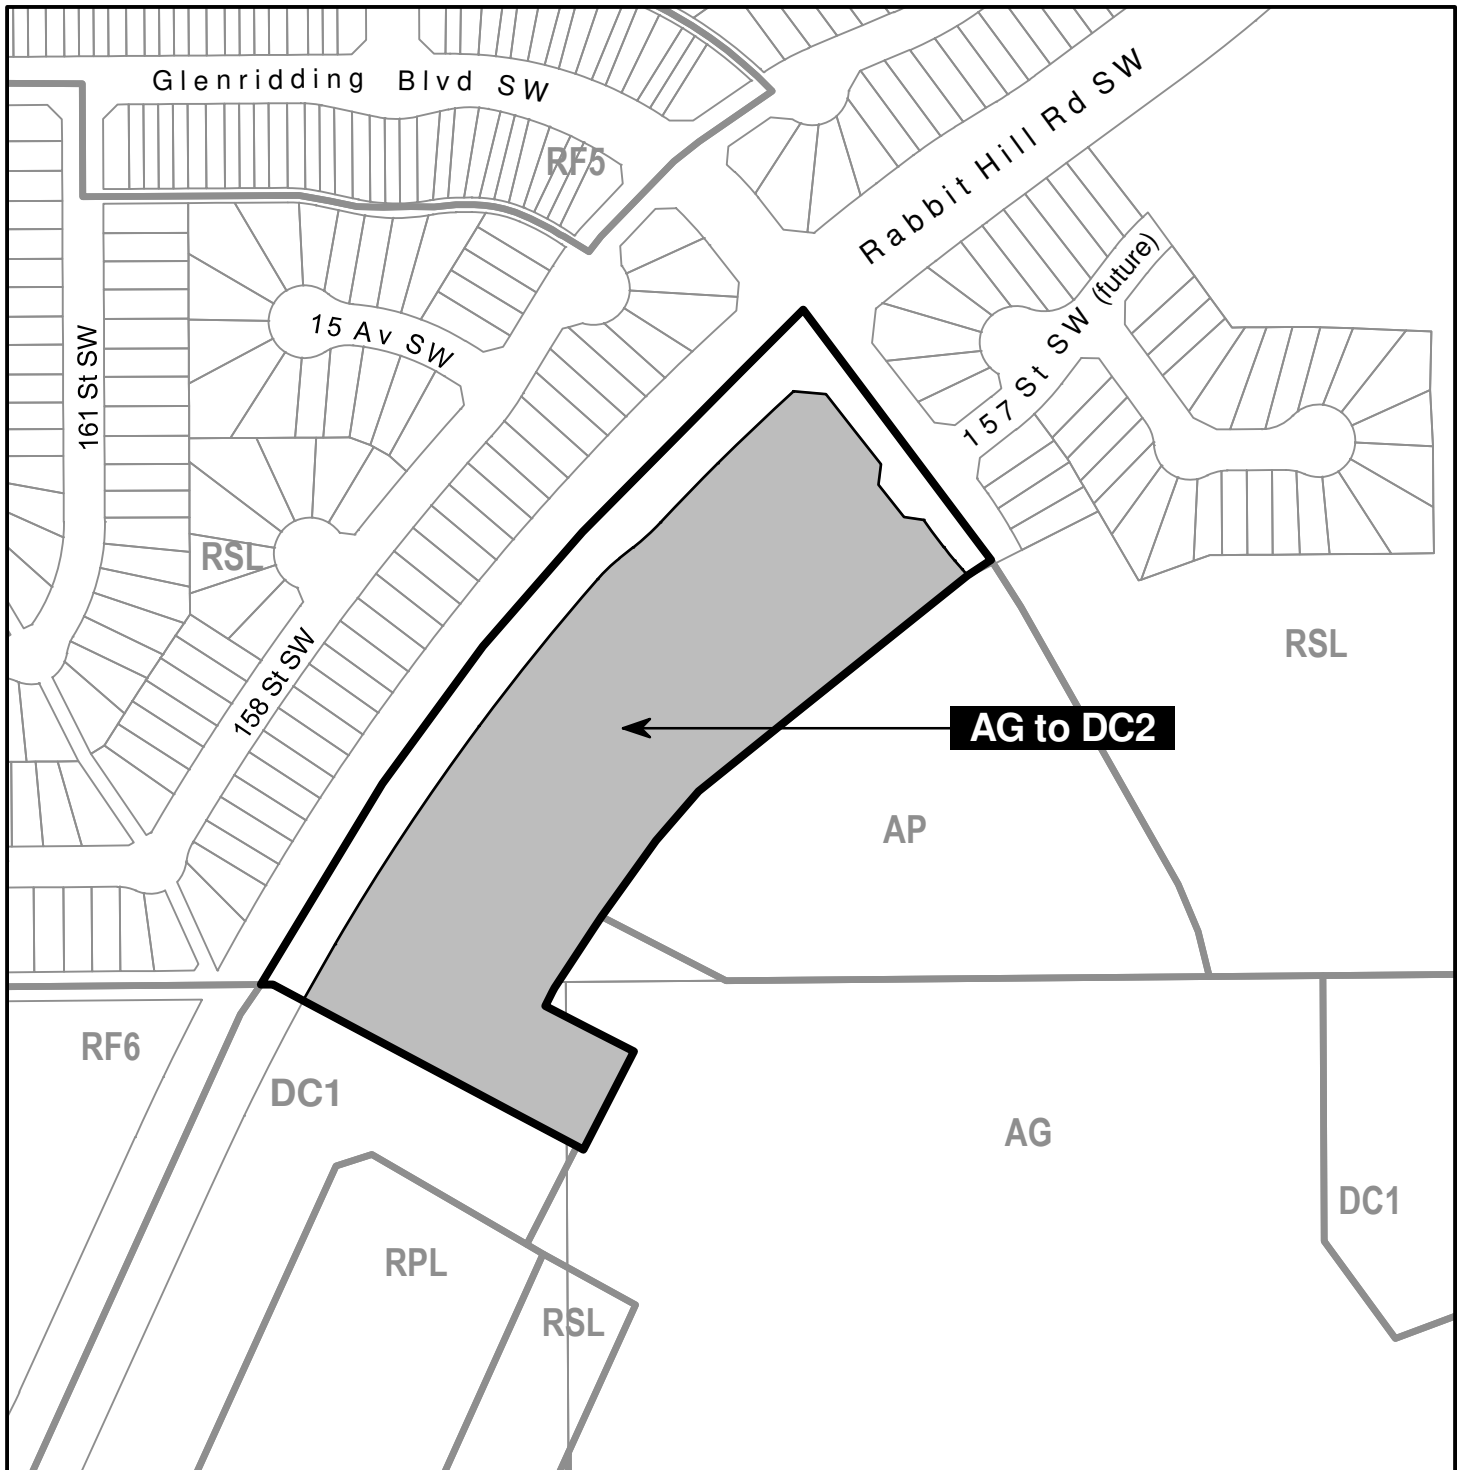 Glenridding Blvd SW
Rabbit Hill Rd SW
RF5
157 St SW (future)
15 Av SW
161 St SW
RSL
158 St SW
RSL
AG to DC2
AP
RF6
DC1
AG
DC1
RPL
RSL